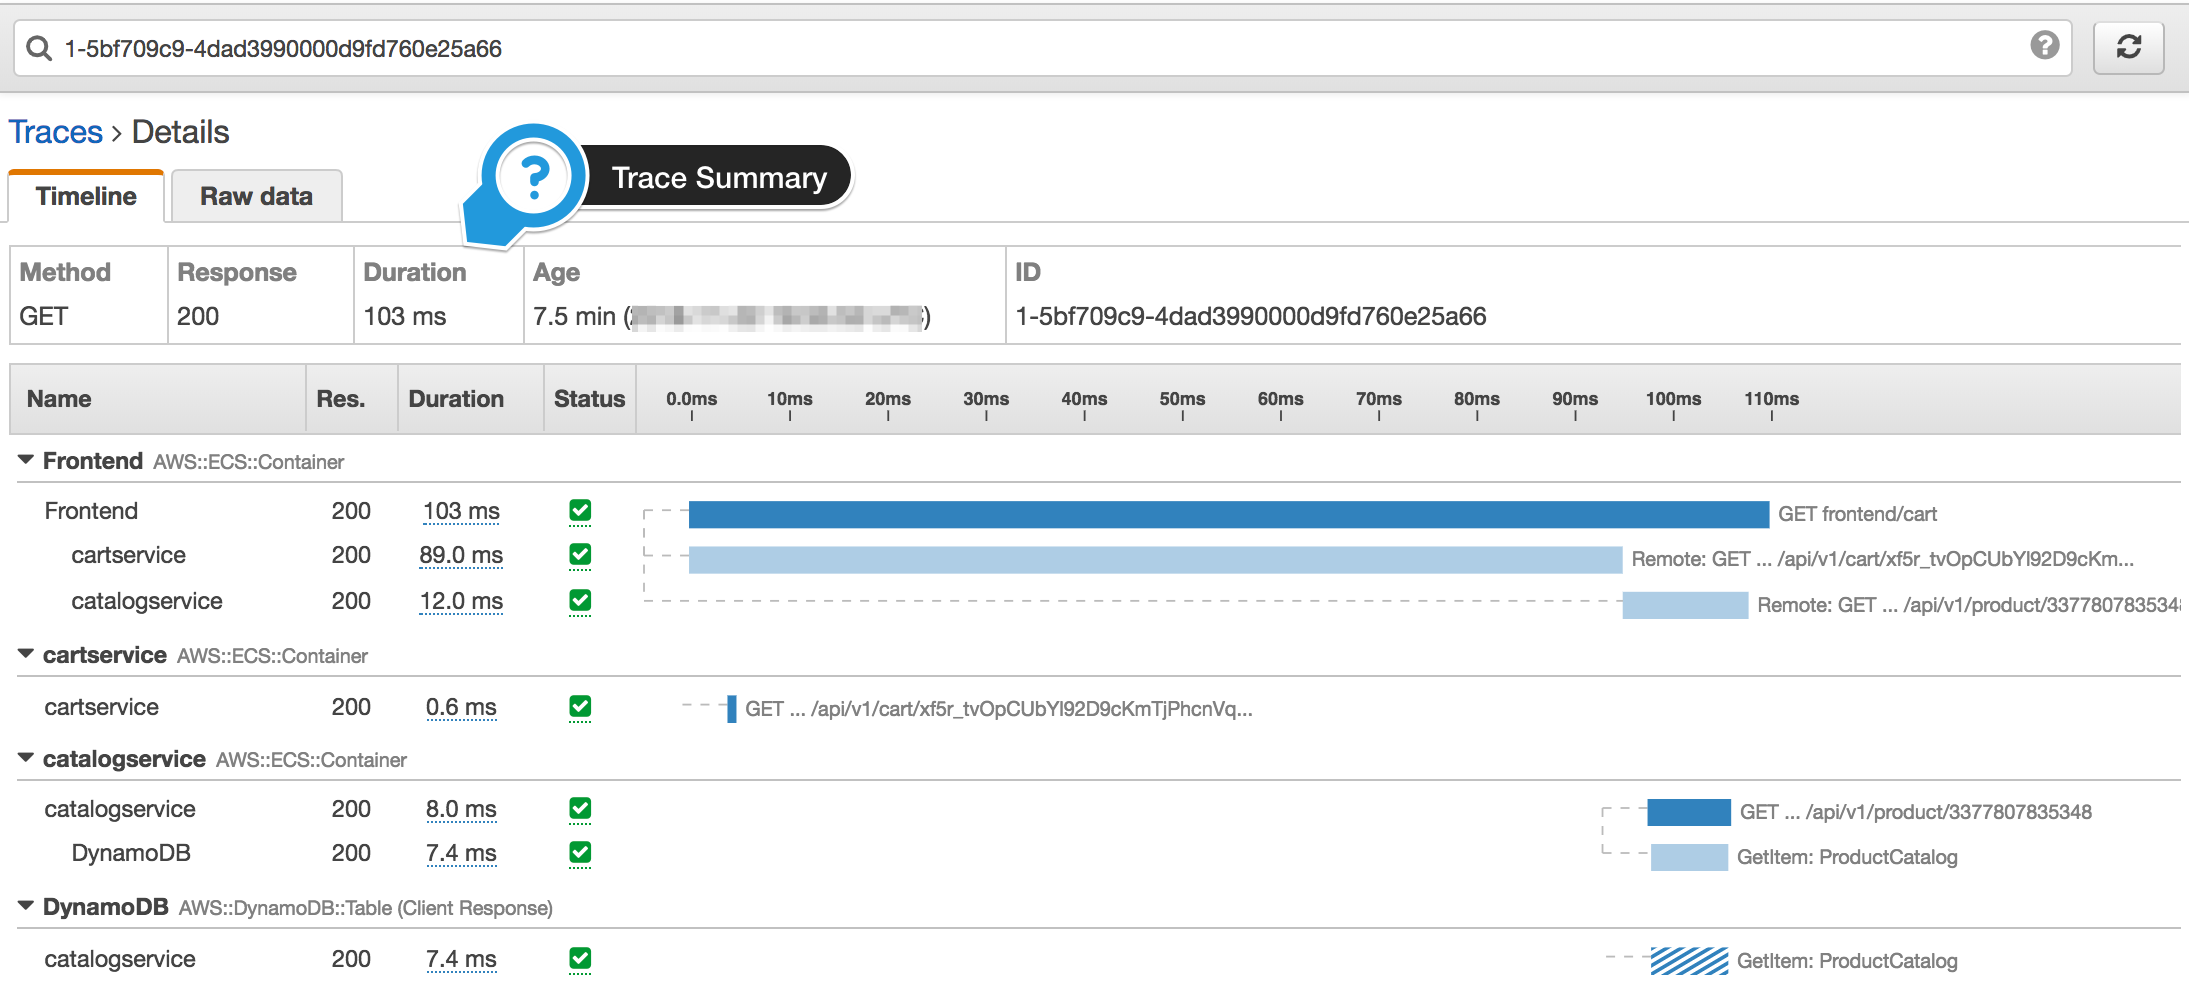 1-5bf709c9-4dad3990000d9fd760e25a66 ?
Traces › Details
? Trace Summary
Timeline Raw data
Method Response Duration Age ID
GET 200 103 ms 7.5 min ( ) 1-5bf709c9-4dad3990000d9fd760e25a66
Name Res. Duration Status 0.0ms 10ms 20ms 30ms 40ms 50ms 60ms 70ms 80ms 90ms 100ms 110ms
Frontend AWS::ECS::Container
Frontend 200 103 ms GET frontend/cart
cartservice 200 89.0 ms Remote: GET ... /api/v1/cart/xf5r_tvOpCUbYl92D9cKm...
catalogservice 200 12.0 ms Remote: GET ... /api/v1/product/337780783534
cartservice AWS::ECS::Container
cartservice 200 0.6 ms GET ... /api/v1/cart/xf5r_tvOpCUbYl92D9cKmTjPhcnVq...
catalogservice AWS::ECS::Container
catalogservice 200 8.0 ms GET ... /api/v1/product/3377807835348
DynamoDB 200 7.4 ms GetItem: ProductCatalog
DynamoDB AWS::DynamoDB::Table (Client Response)
catalogservice 200 7.4 ms GetItem: ProductCatalog